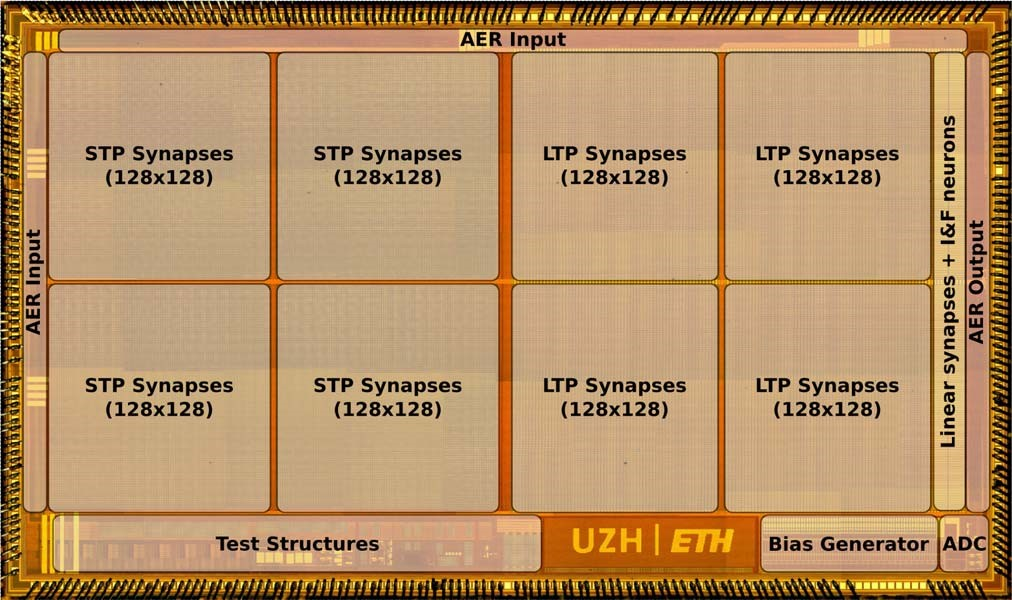 AER Input
STP Synapses
(128x128)
STP Synapses
(128x128)
LTP Synapses
(128x128)
LTP Synapses
(128x128)
AER Input
Linear synapses + I&F neurons
AER Output
STP Synapses
(128x128)
STP Synapses
(128x128)
LTP Synapses
(128x128)
LTP Synapses
(128x128)
Test Structures
UZH | ETH
Bias Generator
ADC